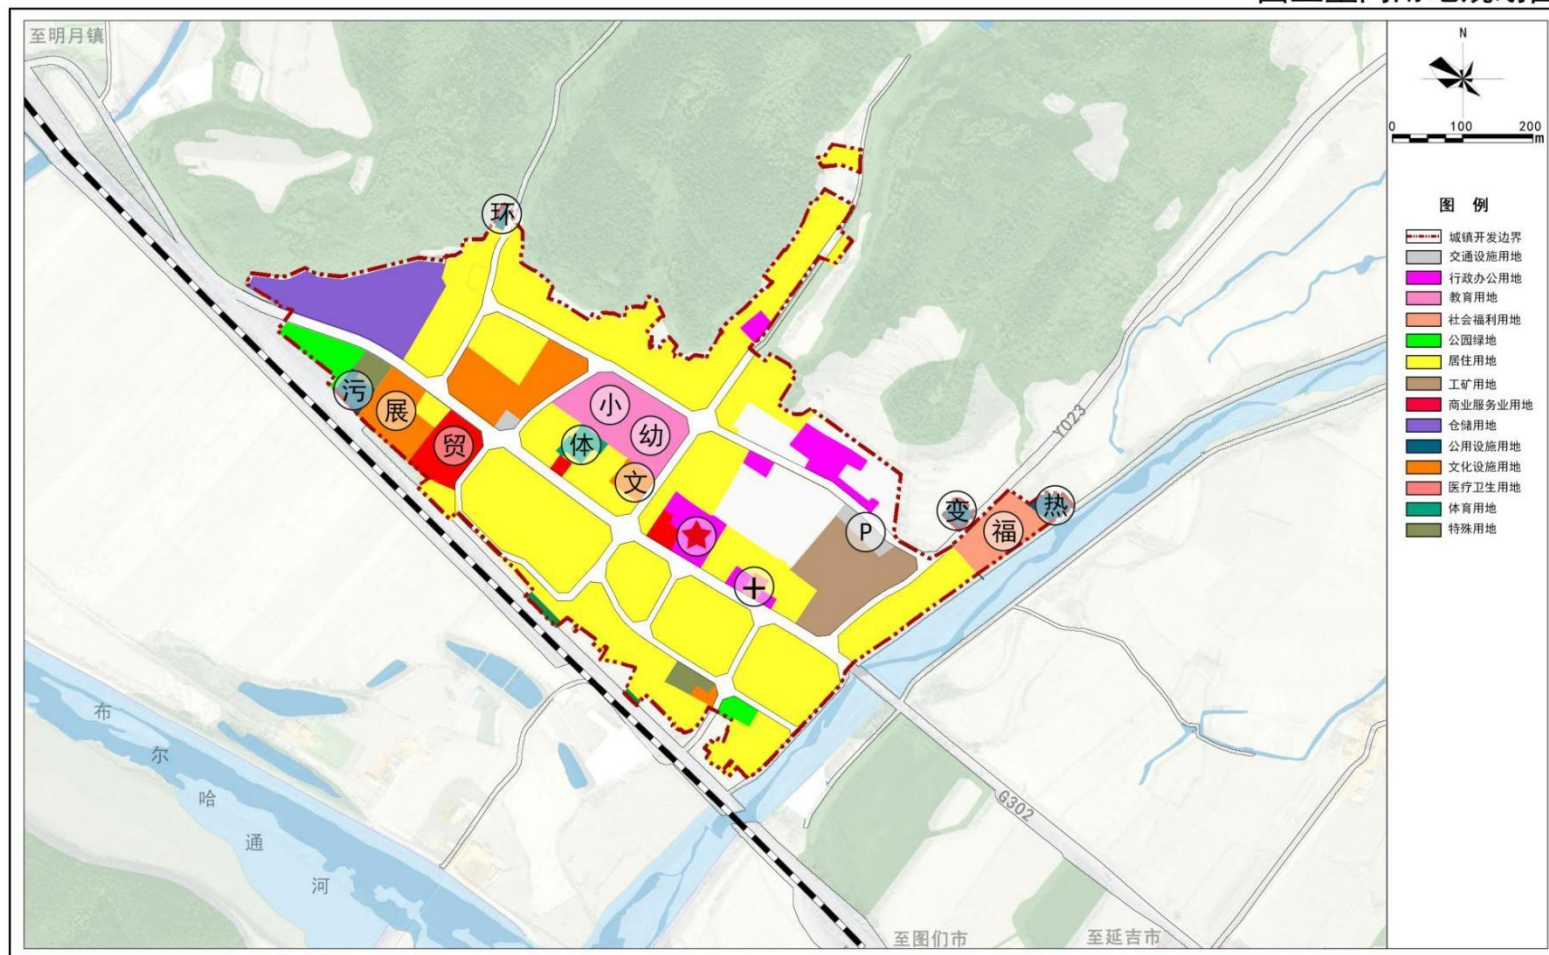 至明月镇
环
污
展
贸
小
幼
体
文
P
变
福
热
Y023
G302
布
尔
哈
通
河
至图们市
至延吉市
N
0 100 200
m
图 例
城镇开发边界
交通设施用地
行政办公用地
教育用地
社会福利用地
公园绿地
居住用地
工矿用地
商业服务业用地
仓储用地
公用设施用地
文化设施用地
医疗卫生用地
体育用地
特殊用地